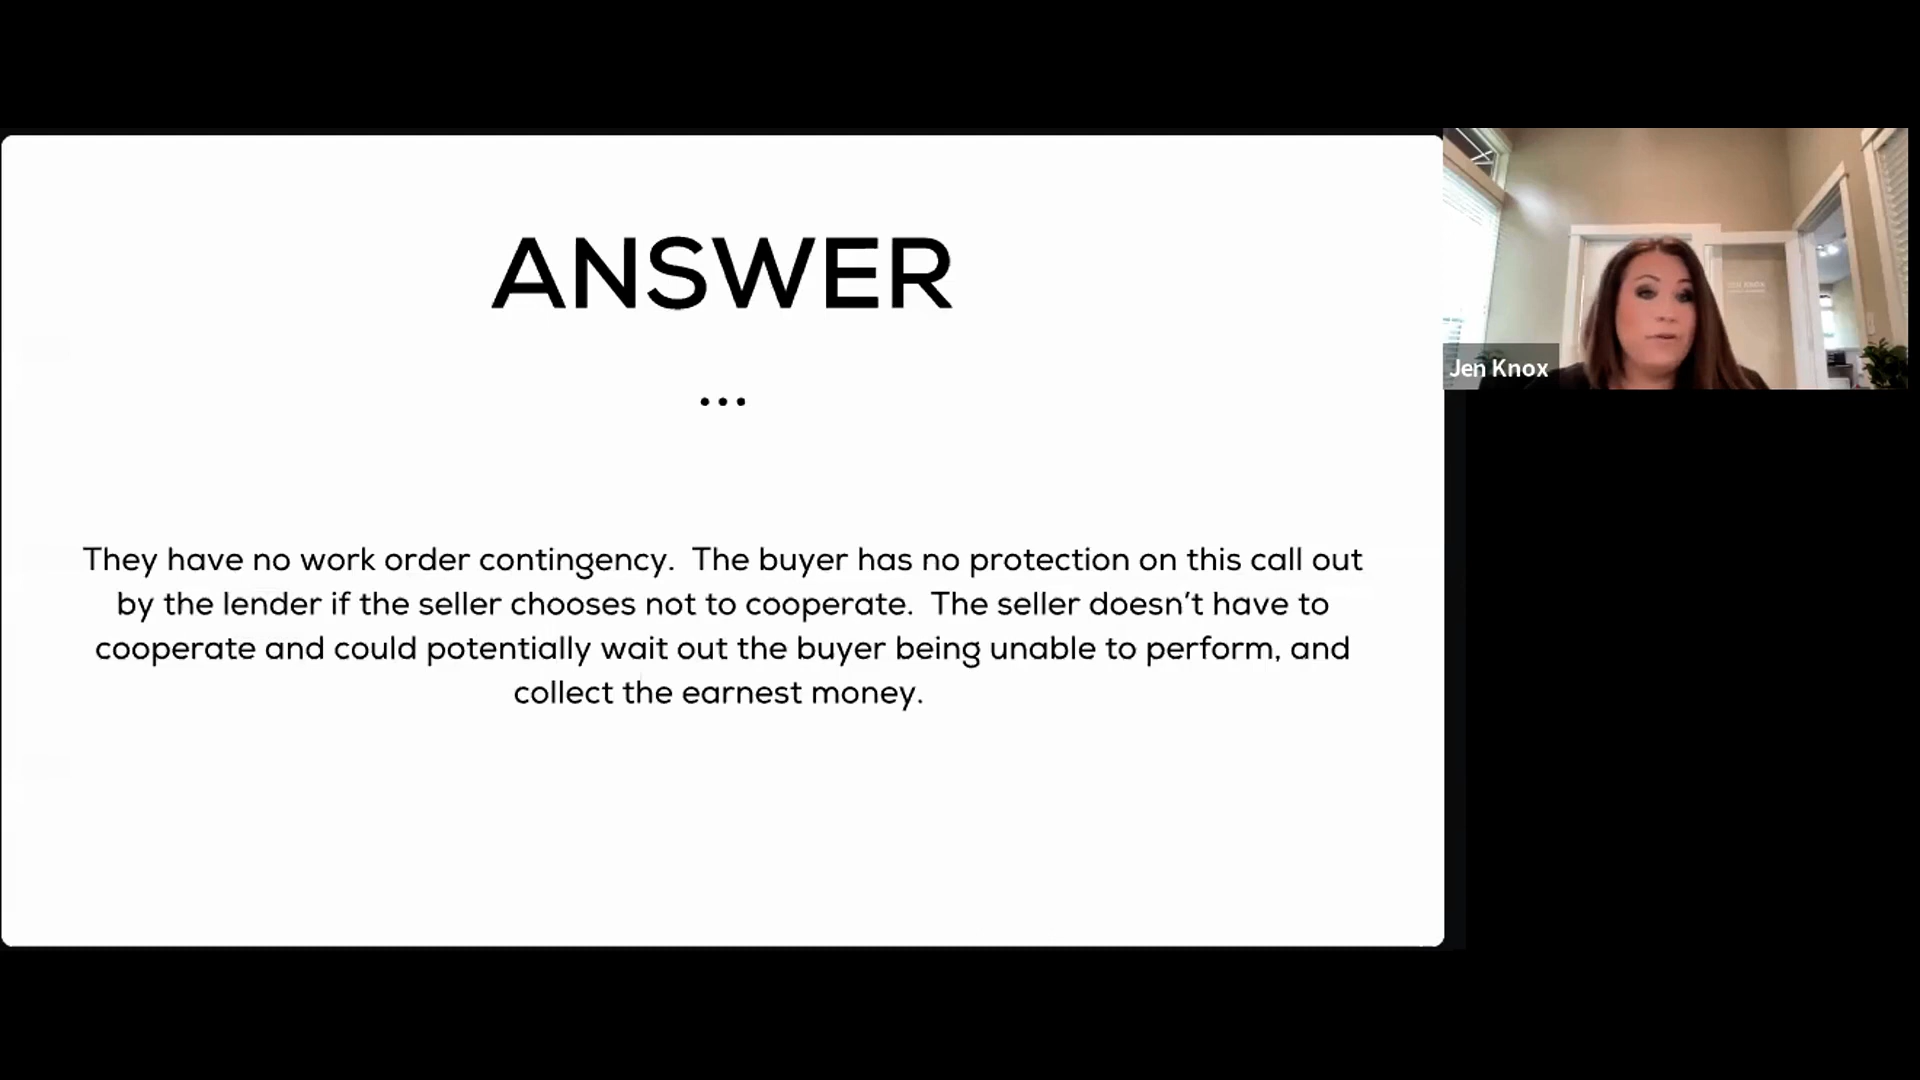 ANSWER
...
They have no work order contingency.  The buyer has no protection on this call out
by the lender if the seller chooses not to cooperate.  The seller doesn’t have to
cooperate and could potentially wait out the buyer being unable to perform, and
collect the earnest money.
Jen Knox